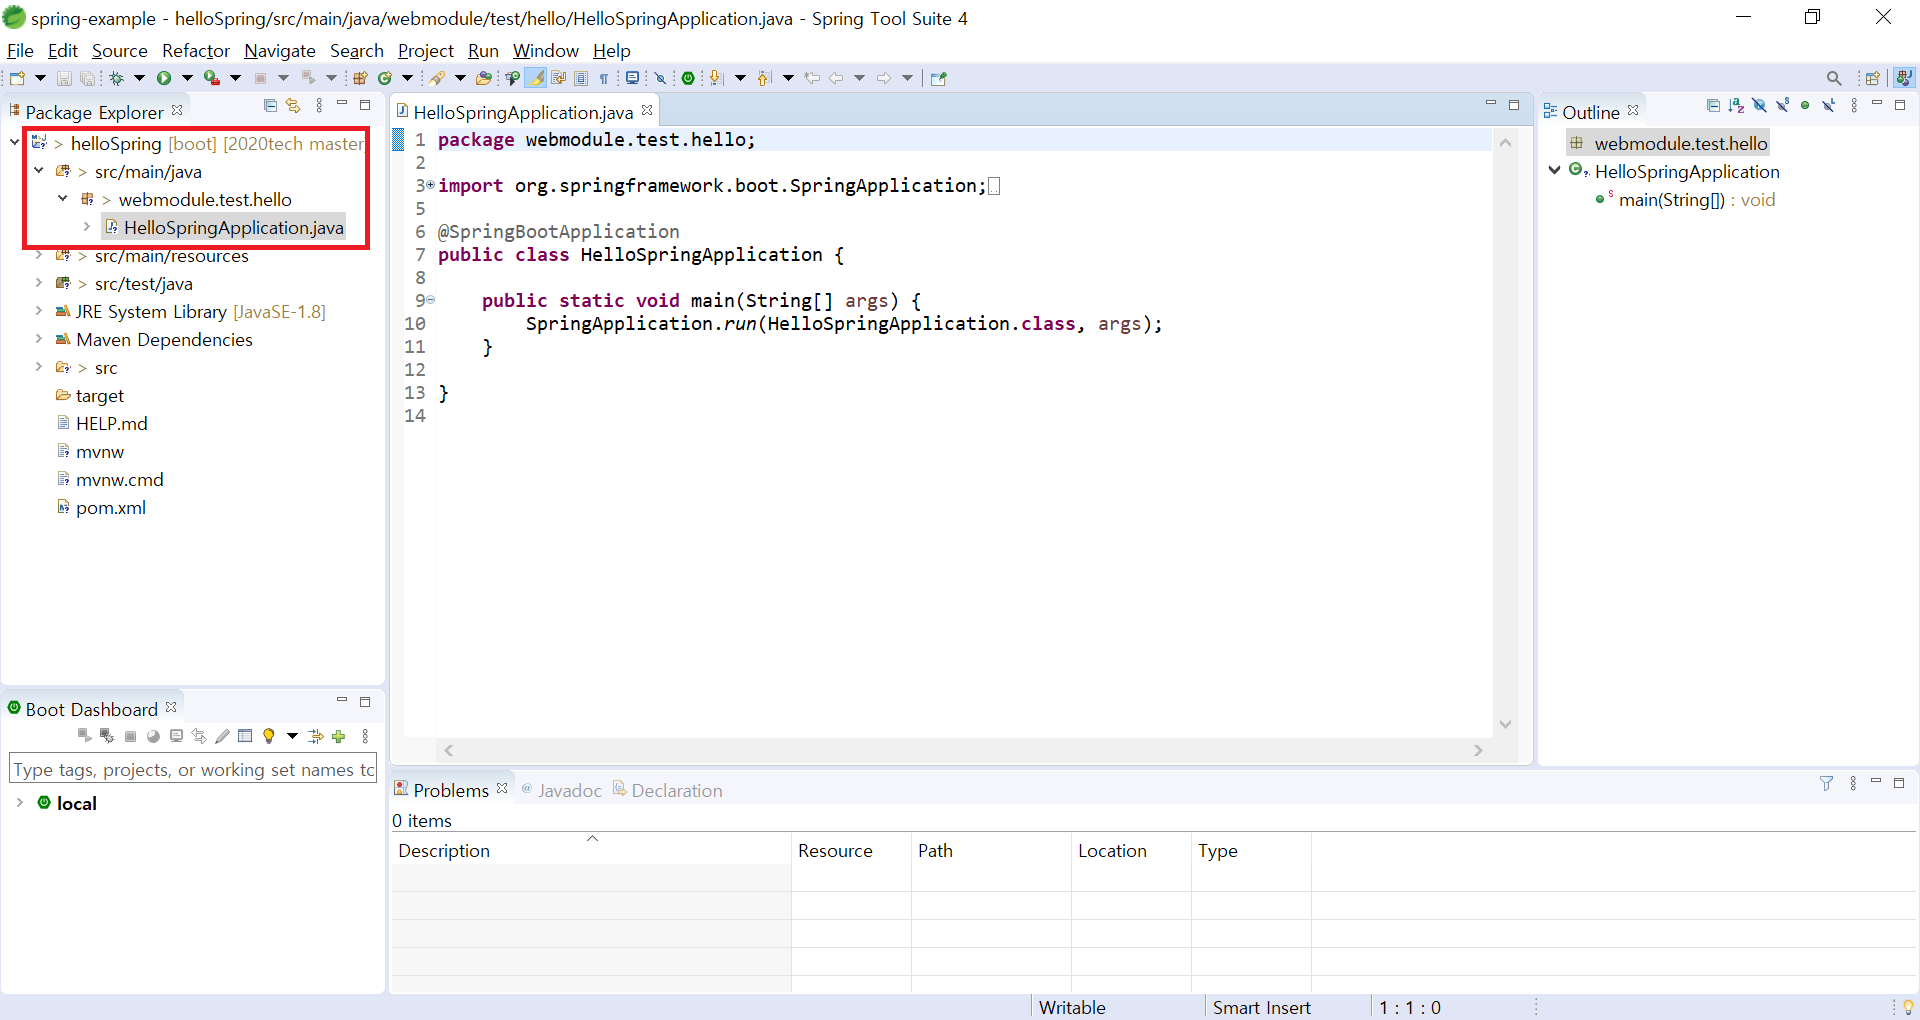 spring-example - helloSpring/src/main/java/webmodule/test/hello/HelloSpringApplication.java - Spring Tool Suite 4
File Edit Source Refactor Navigate Search Project Run Window Help
Package Explorer
> helloSpring [boot] [2020tech master
> src/main/java
> webmodule.test.hello
HelloSpringApplication.java
> src/main/resources
> src/test/java
JRE System Library [JavaSE-1.8]
Maven Dependencies
> src
target
HELP.md
mvnw
mvnw.cmd
pom.xml
HelloSpringApplication.java
1 package webmodule.test.hello;
2
3 import org.springframework.boot.SpringApplication;
5
6 @SpringBootApplication
7 public class HelloSpringApplication {
8
9 public static void main(String[] args) {
10 SpringApplication.run(HelloSpringApplication.class, args);
11 }
12
13 }
14
Outline
webmodule.test.hello
HelloSpringApplication
main(String[]) : void
Boot Dashboard
Type tags, projects, or working set names to
local
Problems @ Javadoc Declaration
0 items
Description Resource Path Location Type
Writable Smart Insert 1 : 1 : 0